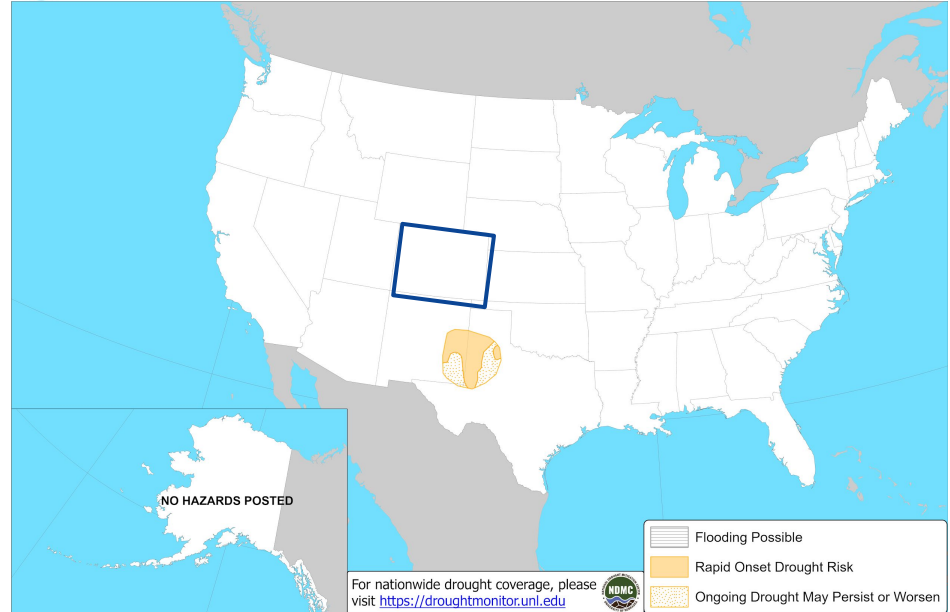 NO HAZARDS POSTED
For nationwide drought coverage, please
visit https://droughtmonitor.unl.edu
NDMC
Flooding Possible
Rapid Onset Drought Risk
Ongoing Drought May Persist or Worsen